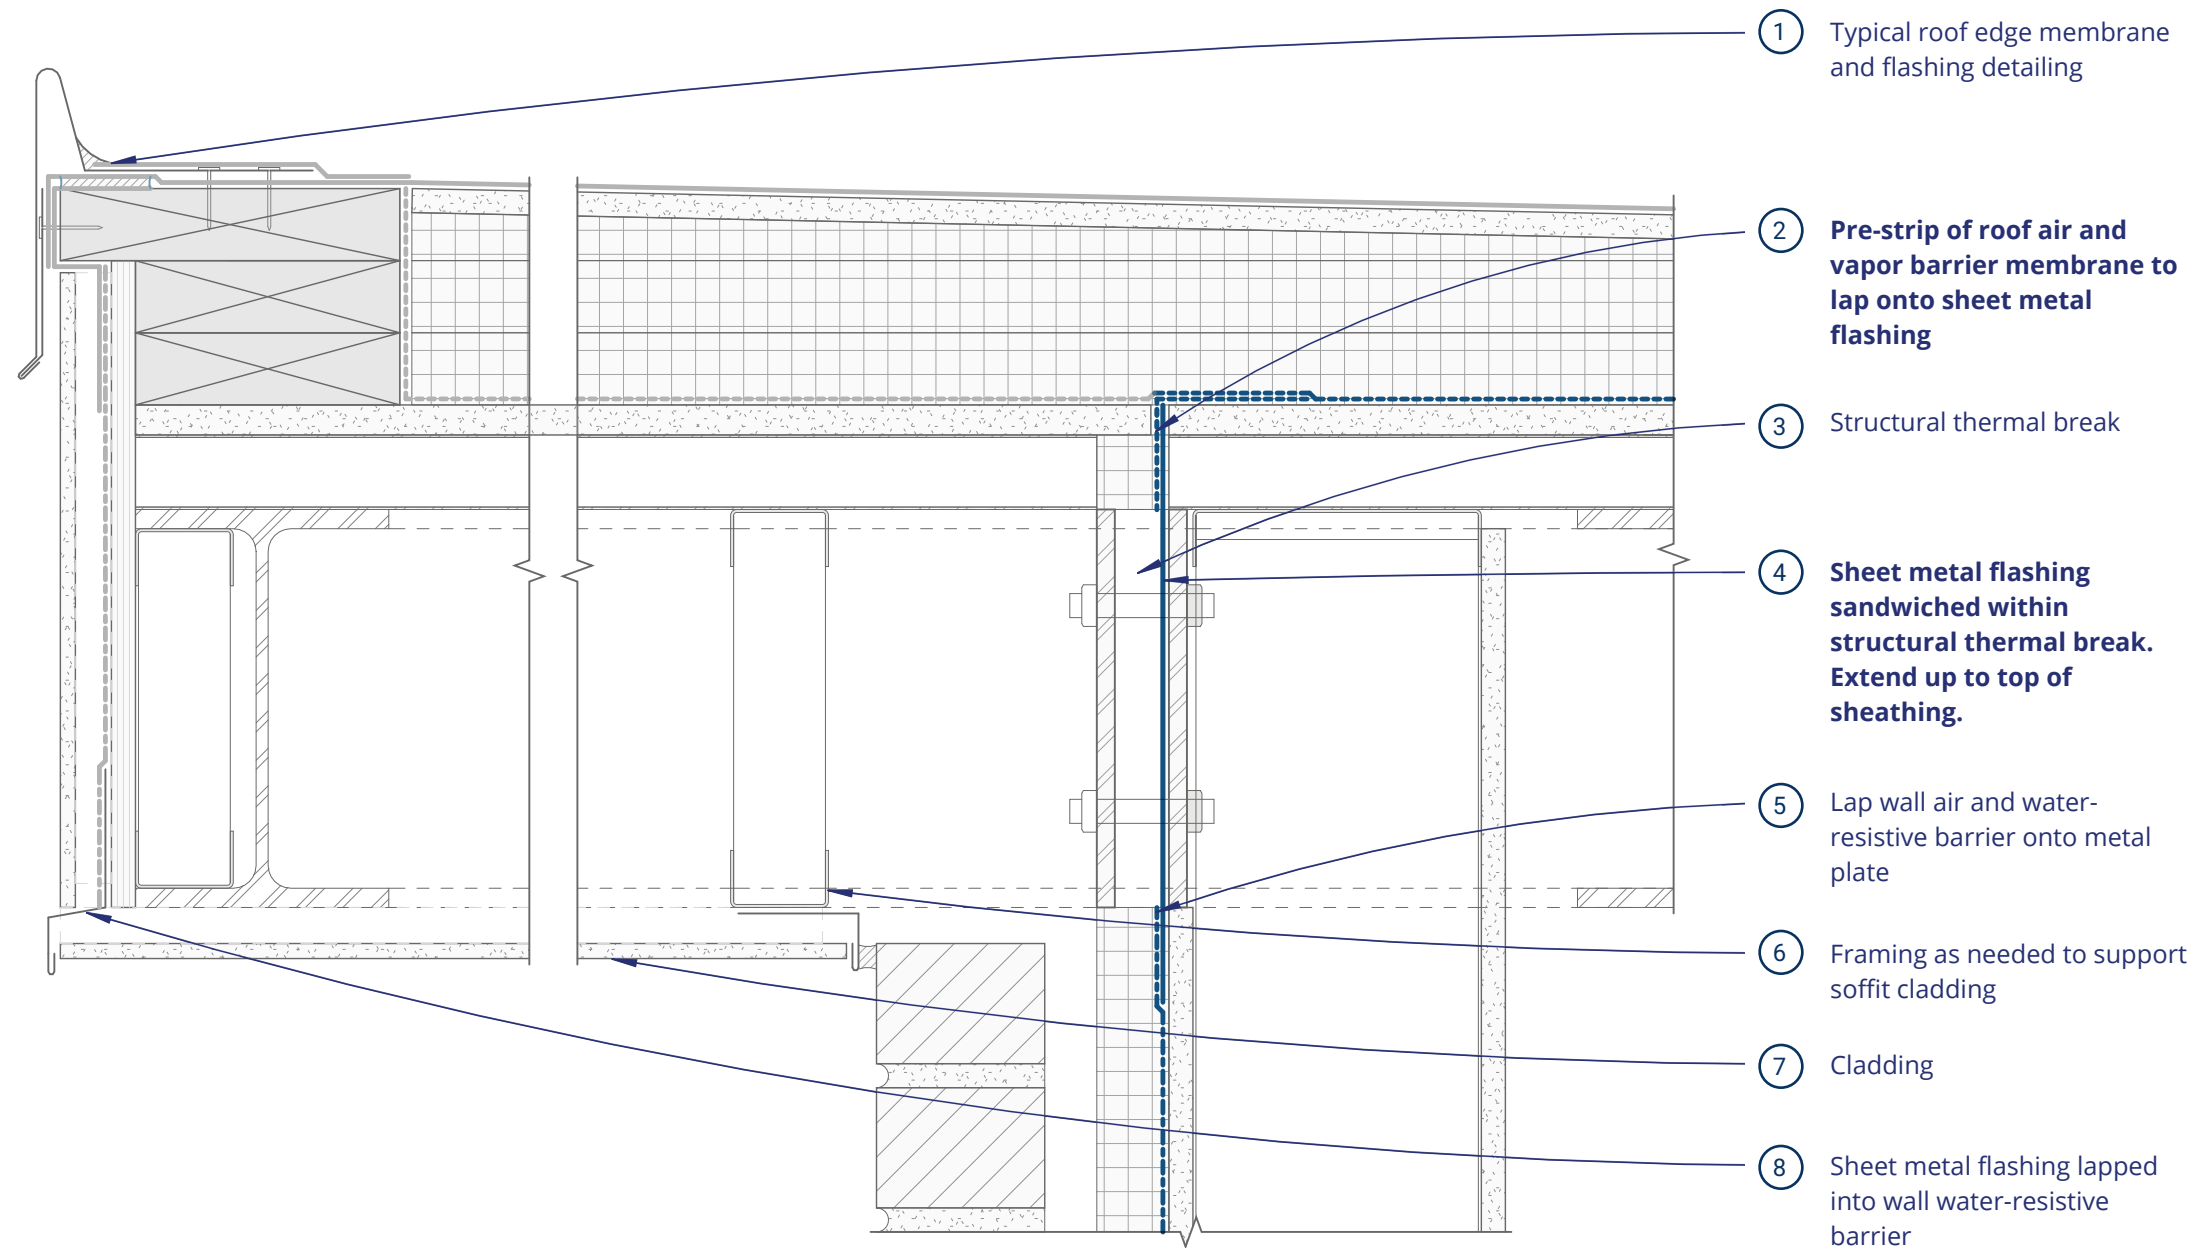 1 Typical roof edge membrane
and flashing detailing
2 Pre-strip of roof air and
vapor barrier membrane to
lap onto sheet metal
flashing
3 Structural thermal break
4 Sheet metal flashing
sandwiched within
structural thermal break.
Extend up to top of
sheathing.
5 Lap wall air and water-
resistive barrier onto metal
plate
6 Framing as needed to support
soffit cladding
7 Cladding
8 Sheet metal flashing lapped
into wall water-resistive
barrier